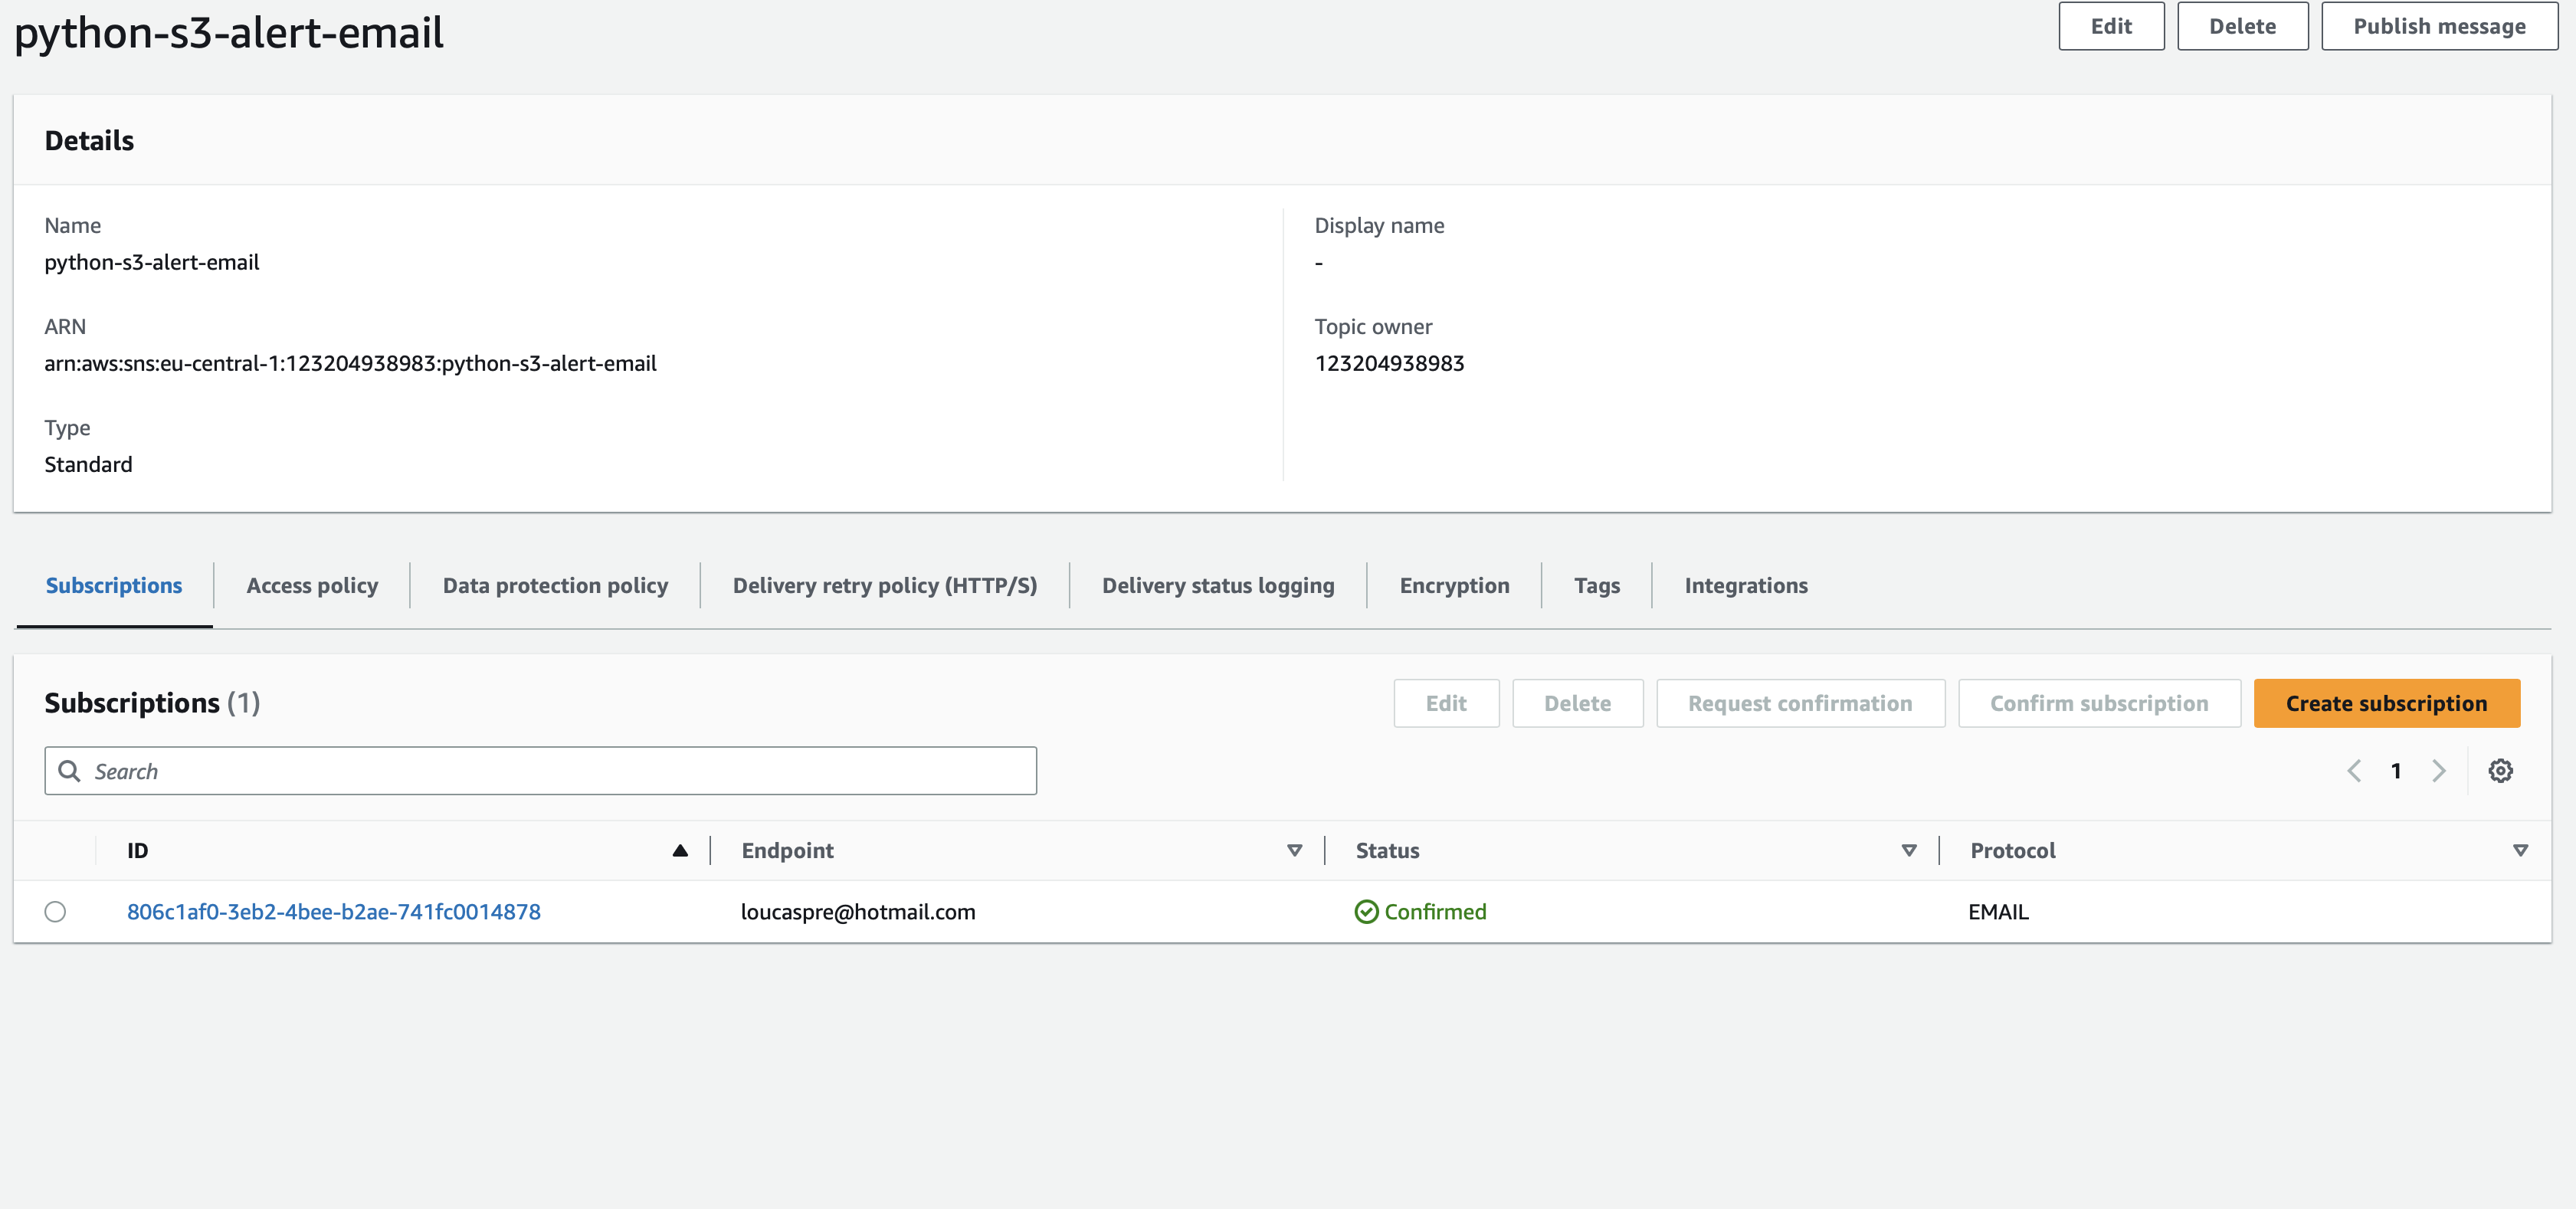 python-s3-alert-email
Edit
Delete
Publish message
Details
Name
python-s3-alert-email
Display name
-
ARN
arn:aws:sns:eu-central-1:123204938983:python-s3-alert-email
Topic owner
123204938983
Type
Standard
Subscriptions
Access policy
Data protection policy
Delivery retry policy (HTTP/S)
Delivery status logging
Encryption
Tags
Integrations
Subscriptions (1)
Edit
Delete
Request confirmation
Confirm subscription
Create subscription
Search
1
ID
Endpoint
Status
Protocol
806c1af0-3eb2-4bee-b2ae-741fc0014878
loucaspre@hotmail.com
Confirmed
EMAIL